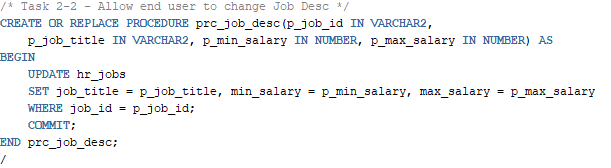 /* Task 2-2 - Allow end user to change Job Desc */
CREATE OR REPLACE PROCEDURE prc_job_desc(p_job_id IN VARCHAR2,
    p_job_title IN VARCHAR2, p_min_salary IN NUMBER, p_max_salary IN NUMBER) AS
BEGIN
    UPDATE hr_jobs
    SET job_title = p_job_title, min_salary = p_min_salary, max_salary = p_max_salary
    WHERE job_id = p_job_id;
    COMMIT;
END prc_job_desc;
/